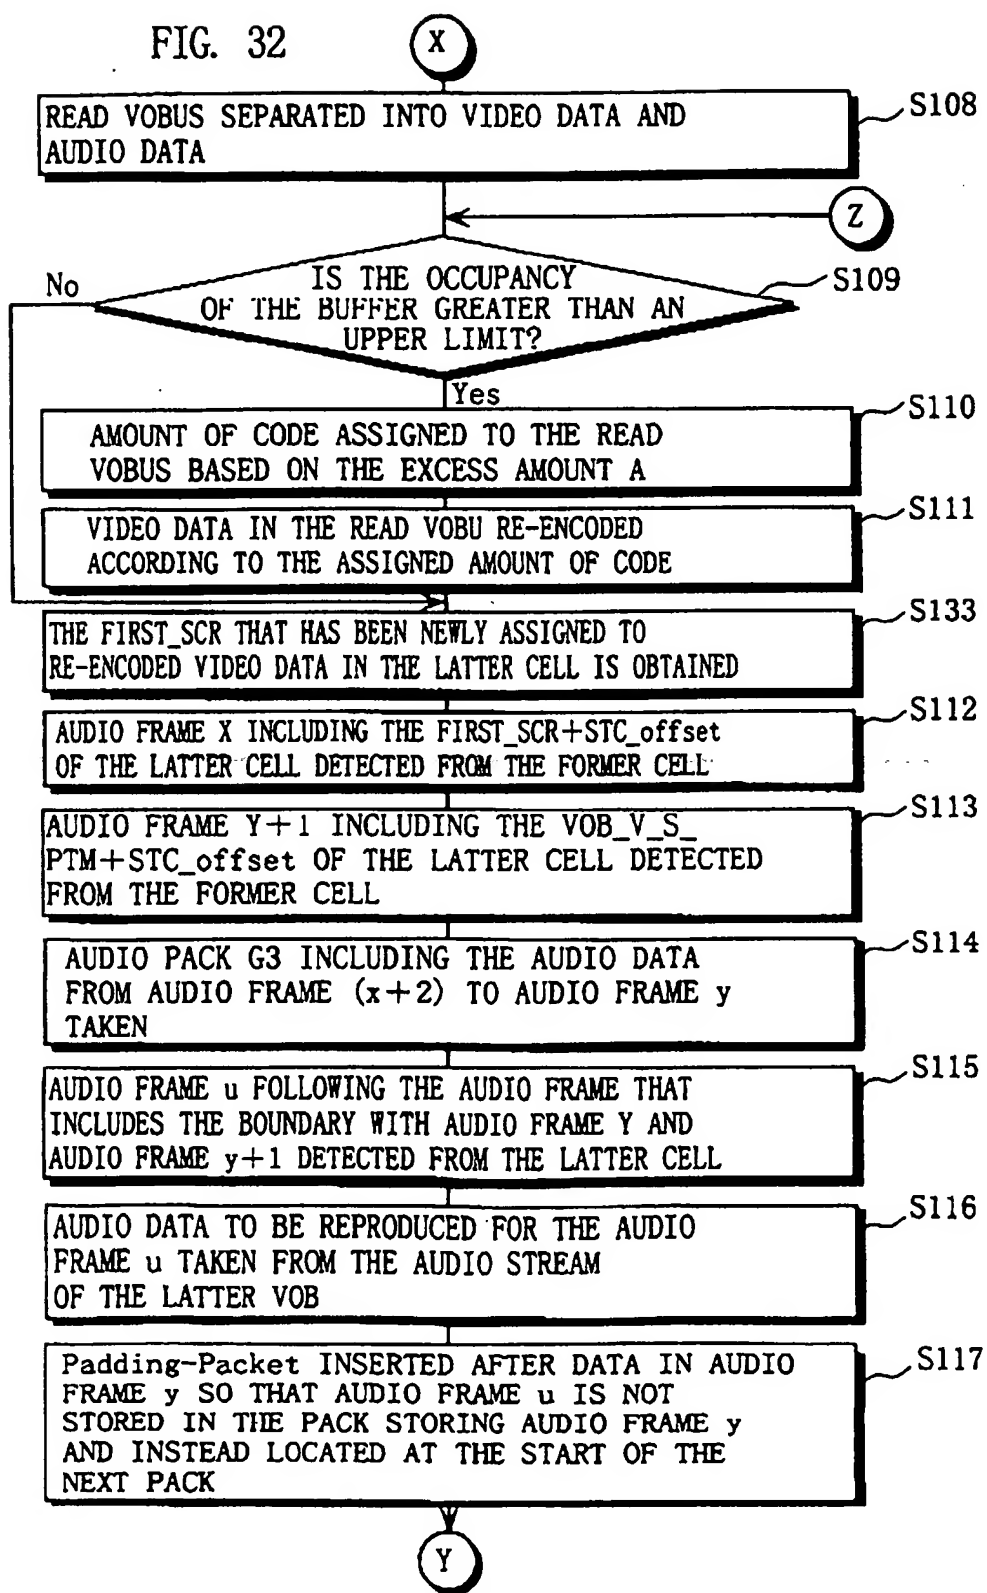 FIG. 32
X
READ VOBUS SEPARATED INTO VIDEO DATA AND
AUDIO DATA
S108
Z
No
IS THE OCCUPANCY
OF THE BUFFER GREATER THAN AN
UPPER LIMIT?
S109
Yes
AMOUNT OF CODE ASSIGNED TO THE READ
VOBUS BASED ON THE EXCESS AMOUNT A
S110
VIDEO DATA IN THE READ VOBU RE-ENCODED
ACCORDING TO THE ASSIGNED AMOUNT OF CODE
S111
THE FIRST_SCR THAT HAS BEEN NEWLY ASSIGNED TO
RE-ENCODED VIDEO DATA IN THE LATTER CELL IS OBTAINED
S133
AUDIO FRAME X INCLUDING THE FIRST_SCR+STC_offset
OF THE LATTER CELL DETECTED FROM THE FORMER CELL
S112
AUDIO FRAME Y+1 INCLUDING THE VOB_V_S_
PTM+STC_offset OF THE LATTER CELL DETECTED
FROM THE FORMER CELL
S113
AUDIO PACK G3 INCLUDING THE AUDIO DATA
FROM AUDIO FRAME (x+2) TO AUDIO FRAME y
TAKEN
S114
AUDIO FRAME u FOLLOWING THE AUDIO FRAME THAT
INCLUDES THE BOUNDARY WITH AUDIO FRAME Y AND
AUDIO FRAME y+1 DETECTED FROM THE LATTER CELL
S115
AUDIO DATA TO BE REPRODUCED FOR THE AUDIO
FRAME u TAKEN FROM THE AUDIO STREAM
OF THE LATTER VOB
S116
Padding-Packet INSERTED AFTER DATA IN AUDIO
FRAME y SO THAT AUDIO FRAME u IS NOT
STORED IN THE PACK STORING AUDIO FRAME y
AND INSTEAD LOCATED AT THE START OF THE
NEXT PACK
S117
Y